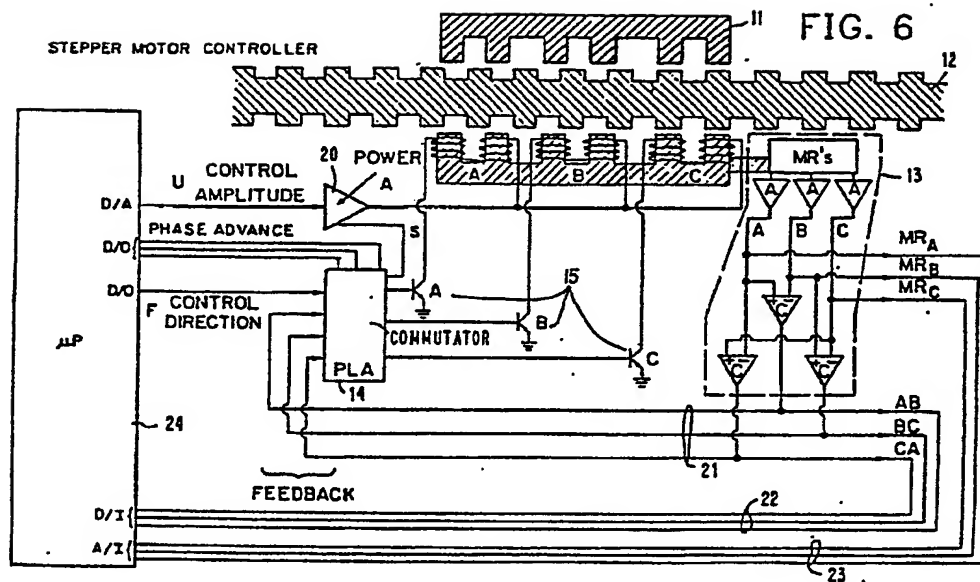 FIG. 6
STEPPER MOTOR CONTROLLER
11
12
20
POWER
A
A
B
C
MR's
13
U CONTROL AMPLITUDE
D/A
A
A
A
S
A
B
C
PHASE ADVANCE
D/O
MRA
MRB
MRC
D/O
F CONTROL DIRECTION
A
15
B
C
COMMUTATOR
PLA
14
+ -
C
+ -
C
+ -
C
μP
24
21
AB
BC
CA
FEEDBACK
22
D/I
A/I
23